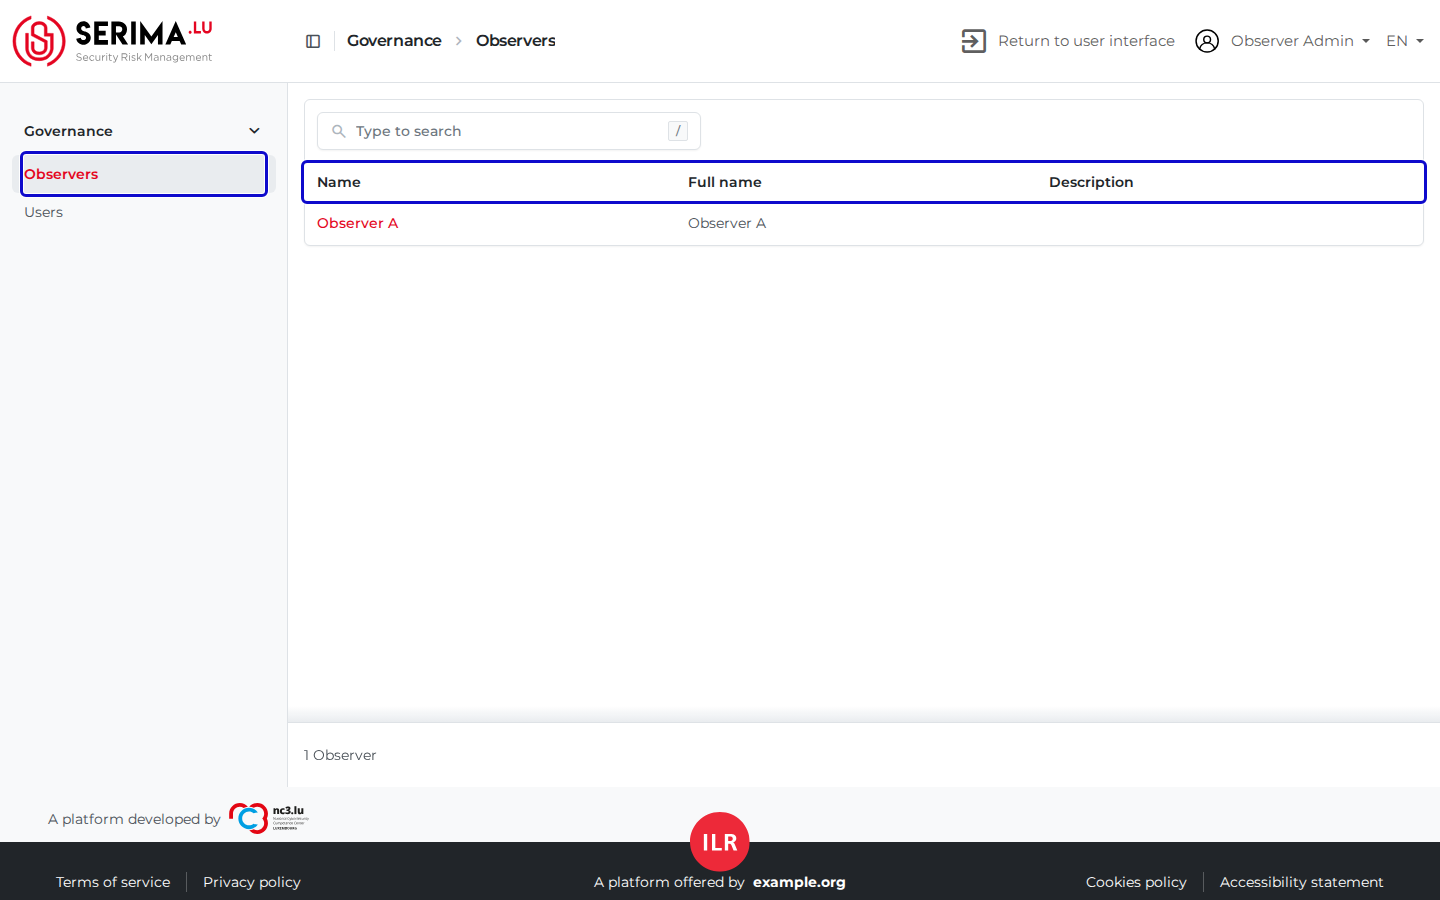 SERIMA.LU
Security Risk Management
Governance > Observers
Return to user interface
Observer Admin
EN
Governance
Observers
Users
Type to search
/
Name Full name Description
Observer A Observer A
1 Observer
A platform developed by
nc3.lu
LUXEMBOURG
ILR
Terms of service
Privacy policy
A platform offered by example.org
Cookies policy
Accessibility statement